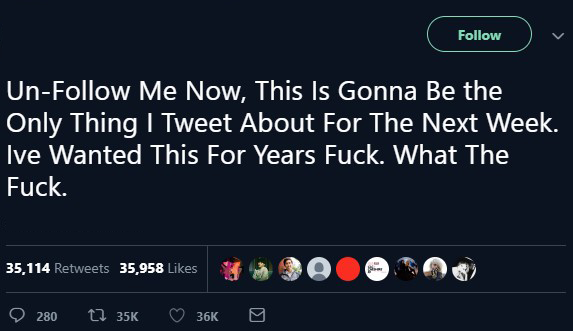 Follow
Un-Follow Me Now, This Is Gonna Be the
Only Thing I Tweet About For The Next Week.
Ive Wanted This For Years Fuck. What The
Fuck.
35,114 Retweets 35,958 Likes
280 35K 36K